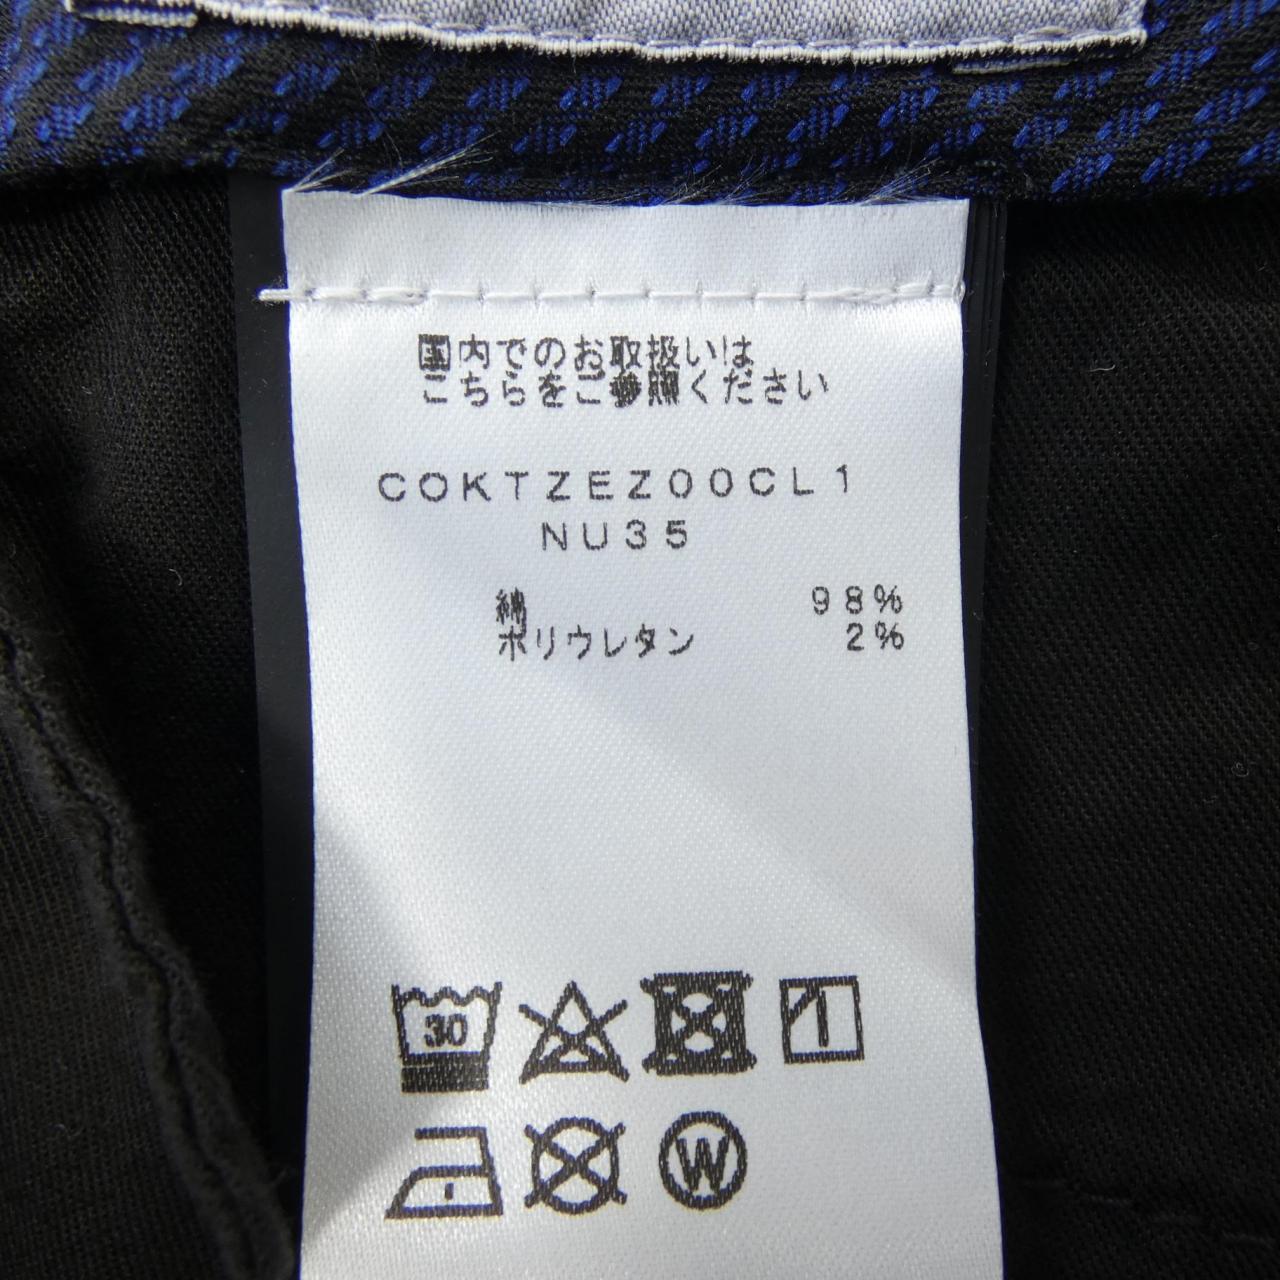 国内でのお取扱いは
こちらをご参照ください
COKTZEZ00CL1
NU35
綿 98%
ポリウレタン 2%
30
W